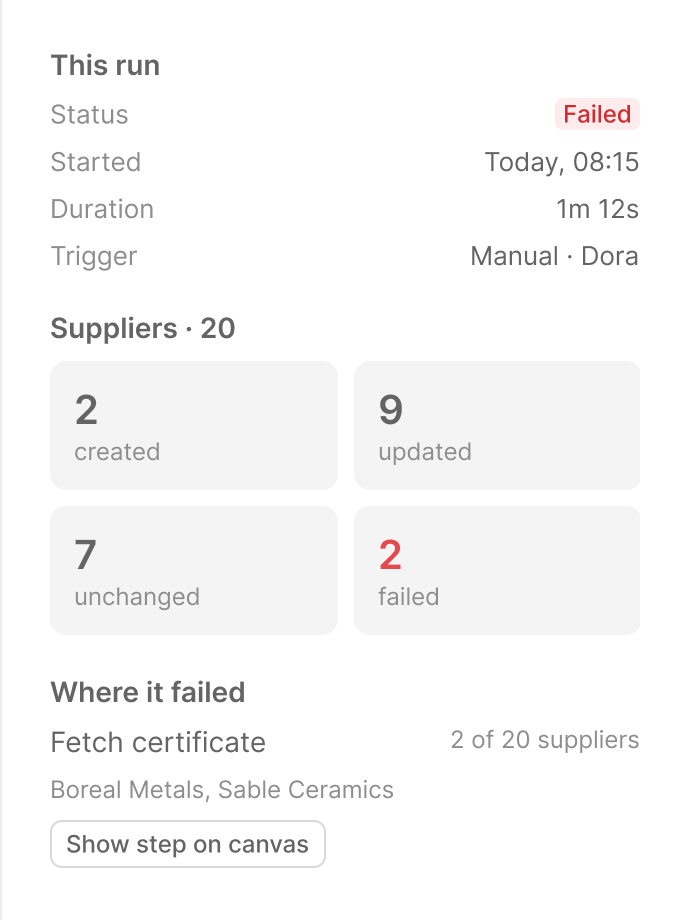 This run
Status Failed
Started Today, 08:15
Duration 1m 12s
Trigger Manual · Dora
Suppliers · 20
2 9
created updated
7 2
unchanged failed
Where it failed
Fetch certificate 2 of 20 suppliers
Boreal Metals, Sable Ceramics
Show step on canvas